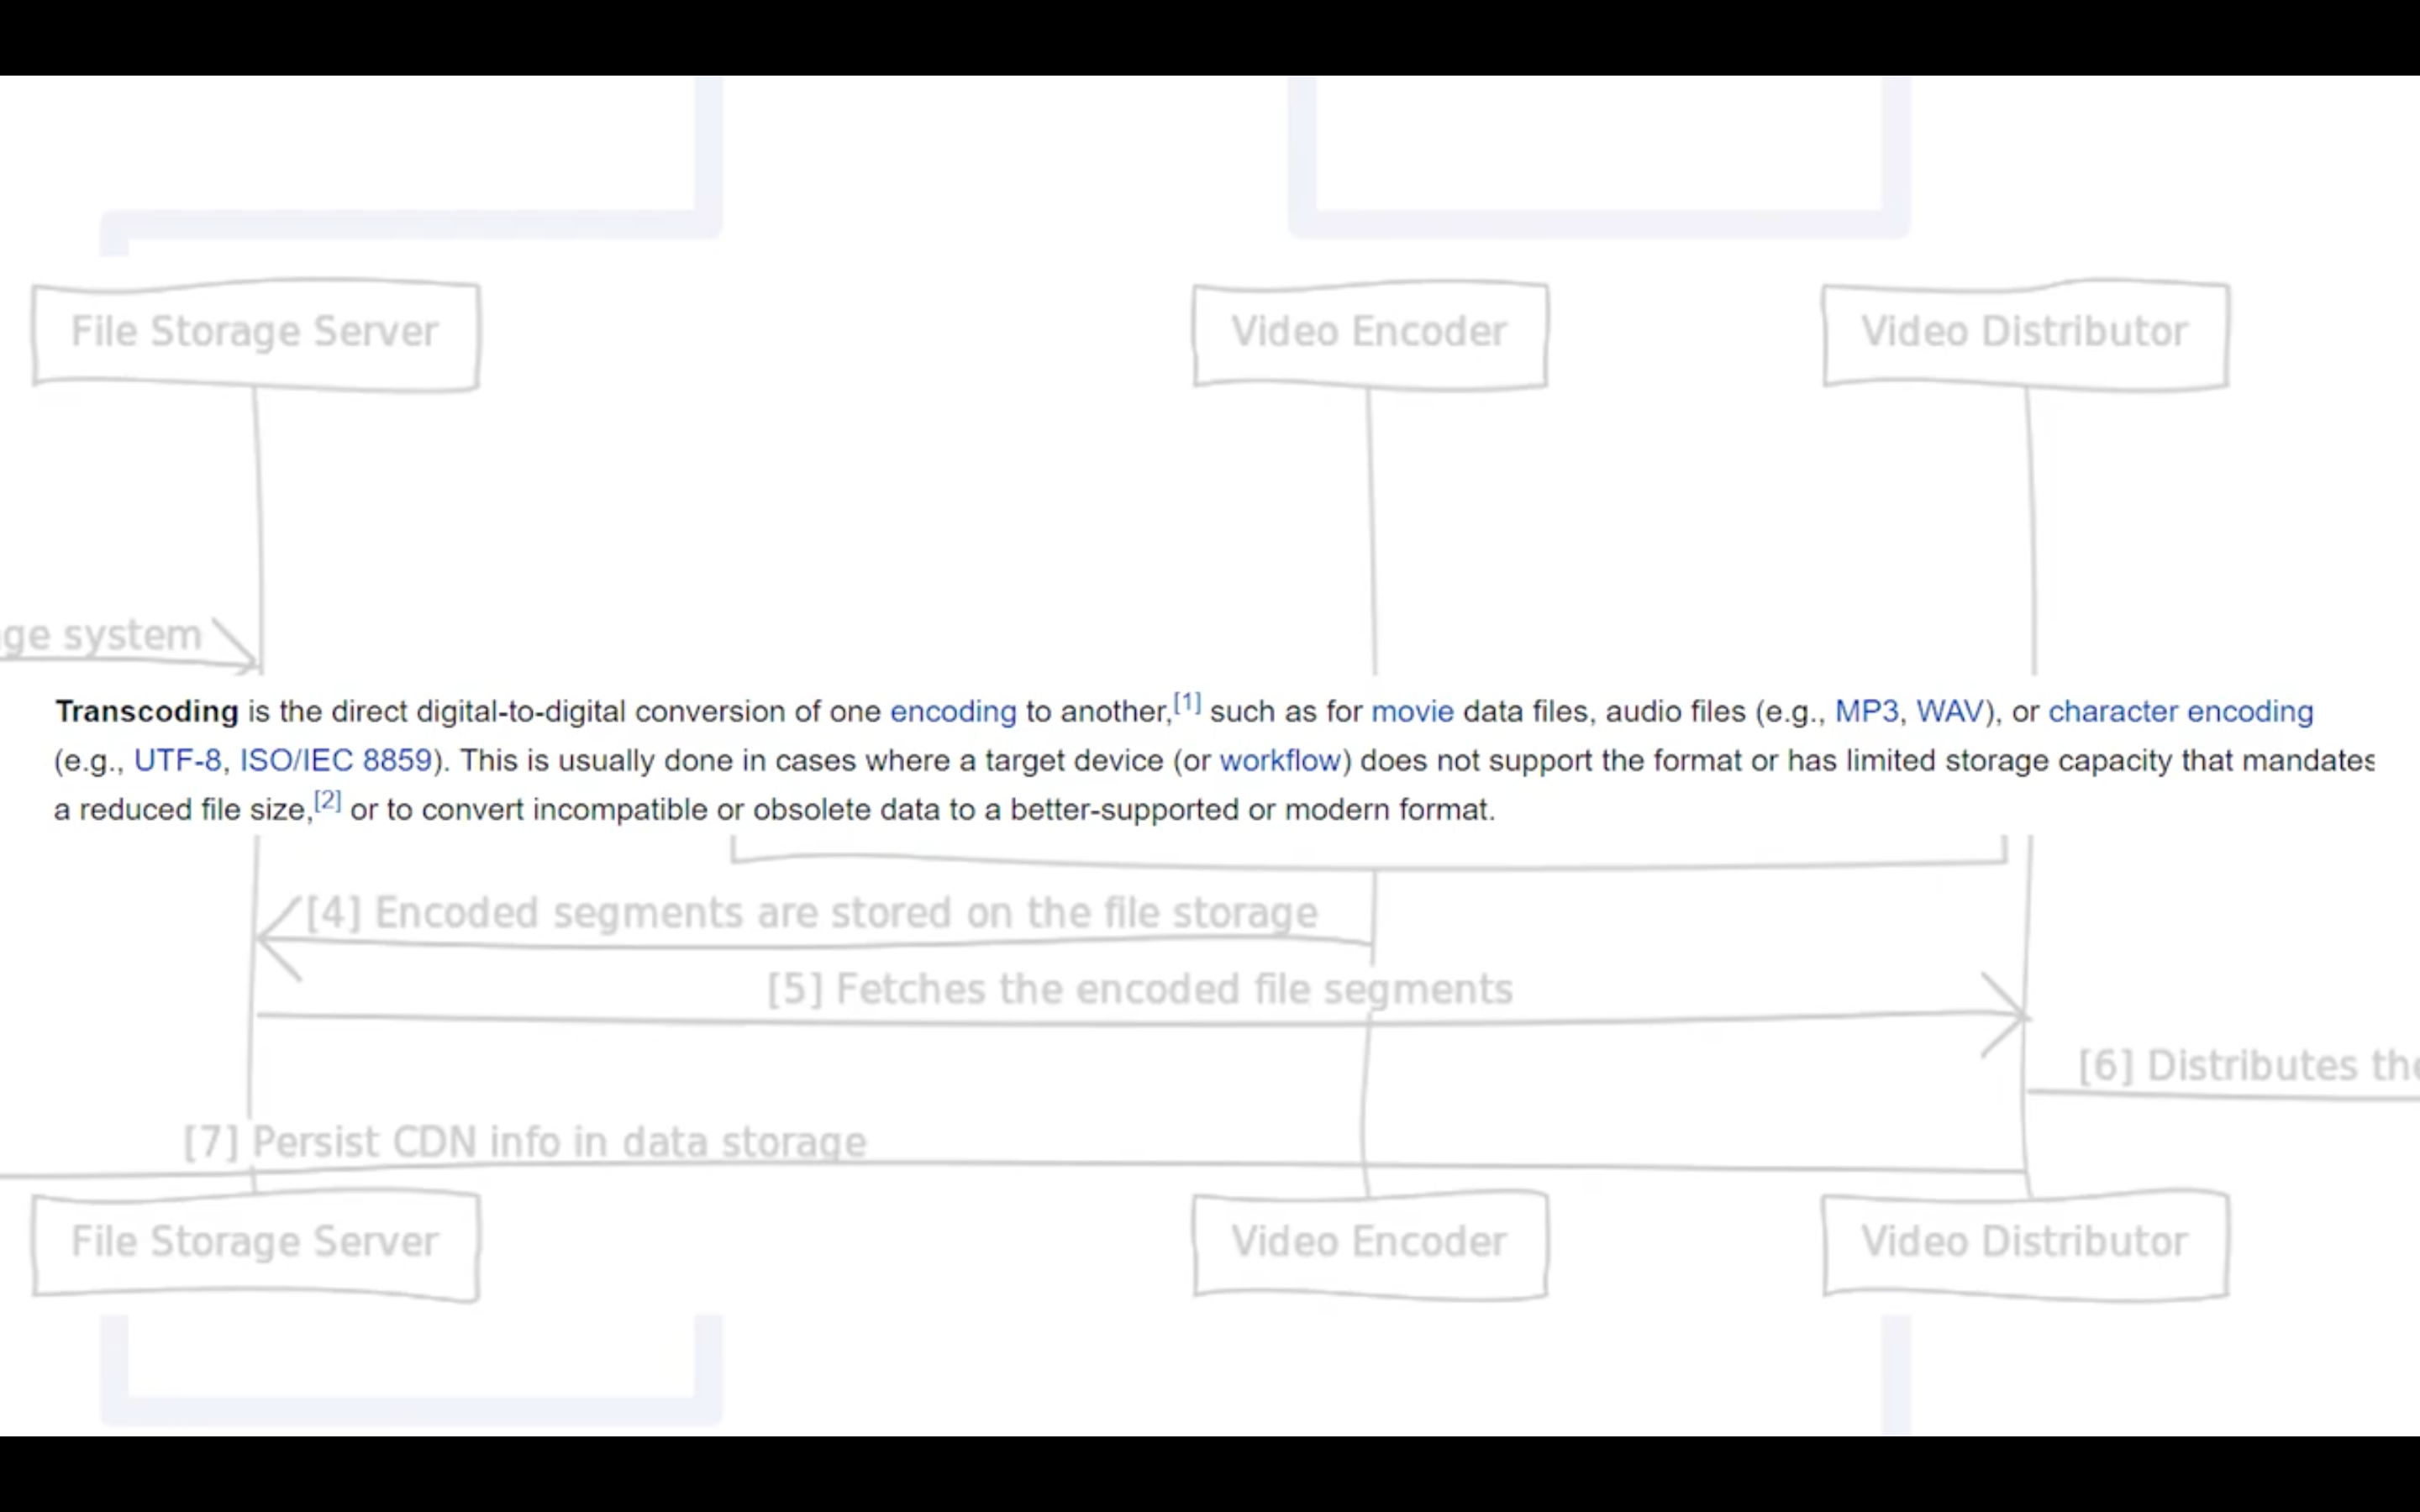 File Storage Server
Video Encoder
Video Distributor
ge system
Transcoding is the direct digital-to-digital conversion of one encoding to another,[1] such as for movie data files, audio files (e.g., MP3, WAV), or character encoding
(e.g., UTF-8, ISO/IEC 8859). This is usually done in cases where a target device (or workflow) does not support the format or has limited storage capacity that mandates
a reduced file size,[2] or to convert incompatible or obsolete data to a better-supported or modern format.
[4] Encoded segments are stored on the file storage
[5] Fetches the encoded file segments
[6] Distributes the
[7] Persist CDN info in data storage
File Storage Server
Video Encoder
Video Distributor